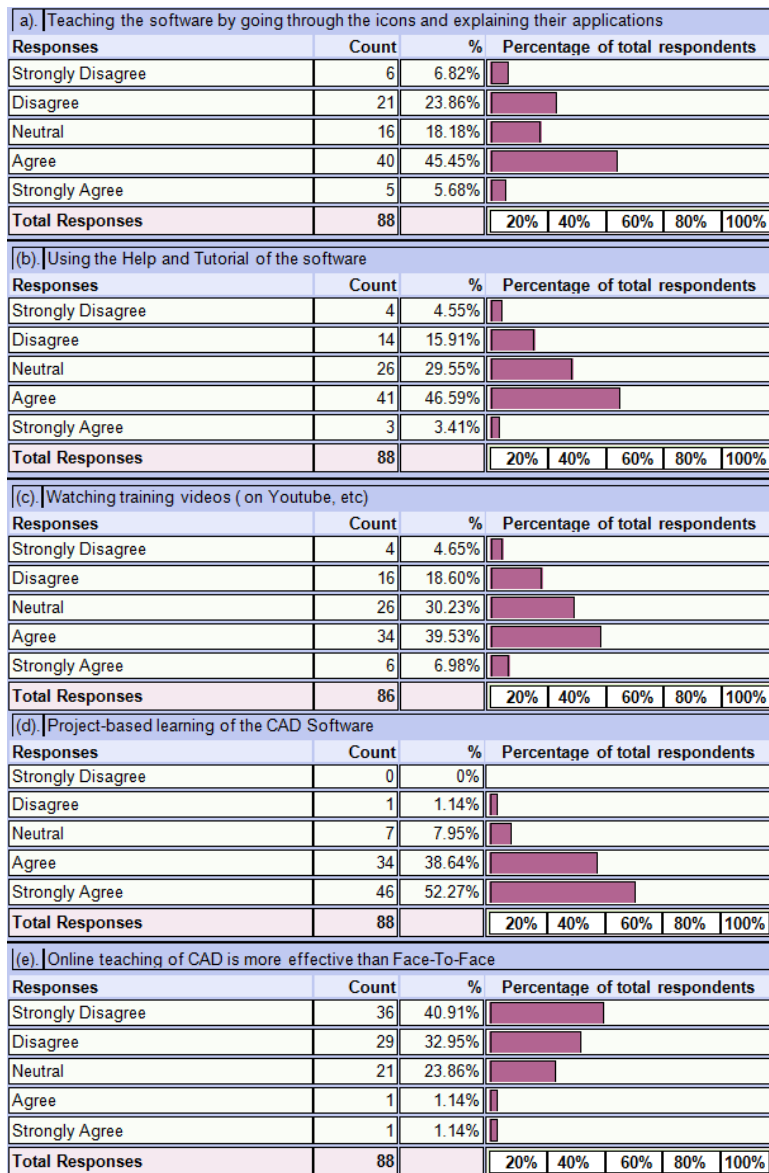 a). Teaching the software by going through the icons and explaining their applications
Responses Count % Percentage of total respondents
Strongly Disagree 6 6.82%
Disagree 21 23.86%
Neutral 16 18.18%
Agree 40 45.45%
Strongly Agree 5 5.68%
Total Responses 88 20% 40% 60% 80% 100%
(b). Using the Help and Tutorial of the software
Responses Count % Percentage of total respondents
Strongly Disagree 4 4.55%
Disagree 14 15.91%
Neutral 26 29.55%
Agree 41 46.59%
Strongly Agree 3 3.41%
Total Responses 88 20% 40% 60% 80% 100%
(c). Watching training videos ( on Youtube, etc)
Responses Count % Percentage of total respondents
Strongly Disagree 4 4.65%
Disagree 16 18.60%
Neutral 26 30.23%
Agree 34 39.53%
Strongly Agree 6 6.98%
Total Responses 86 20% 40% 60% 80% 100%
(d). Project-based learning of the CAD Software
Responses Count % Percentage of total respondents
Strongly Disagree 0 0%
Disagree 1 1.14%
Neutral 7 7.95%
Agree 34 38.64%
Strongly Agree 46 52.27%
Total Responses 88 20% 40% 60% 80% 100%
(e). Online teaching of CAD is more effective than Face-To-Face
Responses Count % Percentage of total respondents
Strongly Disagree 36 40.91%
Disagree 29 32.95%
Neutral 21 23.86%
Agree 1 1.14%
Strongly Agree 1 1.14%
Total Responses 88 20% 40% 60% 80% 100%